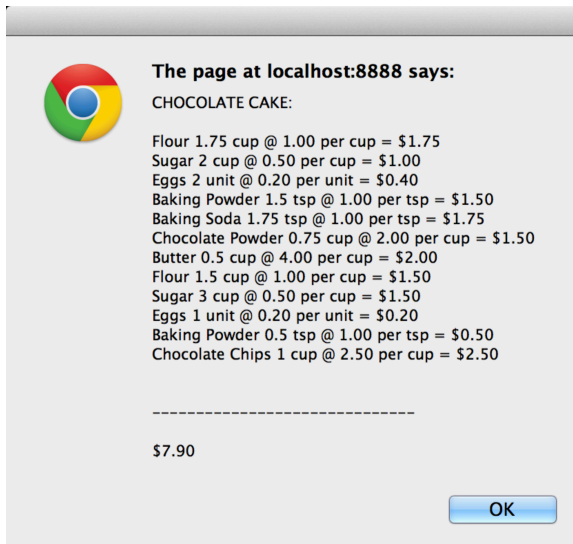 The page at localhost:8888 says:
CHOCOLATE CAKE:
Flour 1.75 cup @ 1.00 per cup = $1.75
Sugar 2 cup @ 0.50 per cup = $1.00
Eggs 2 unit @ 0.20 per unit = $0.40
Baking Powder 1.5 tsp @ 1.00 per tsp = $1.50
Baking Soda 1.75 tsp @ 1.00 per tsp = $1.75
Chocolate Powder 0.75 cup @ 2.00 per cup = $1.50
Butter 0.5 cup @ 4.00 per cup = $2.00
Flour 1.5 cup @ 1.00 per cup = $1.50
Sugar 3 cup @ 0.50 per cup = $1.50
Eggs 1 unit @ 0.20 per unit = $0.20
Baking Powder 0.5 tsp @ 1.00 per tsp = $0.50
Chocolate Chips 1 cup @ 2.50 per cup = $2.50
------------------------------
$7.90
OK